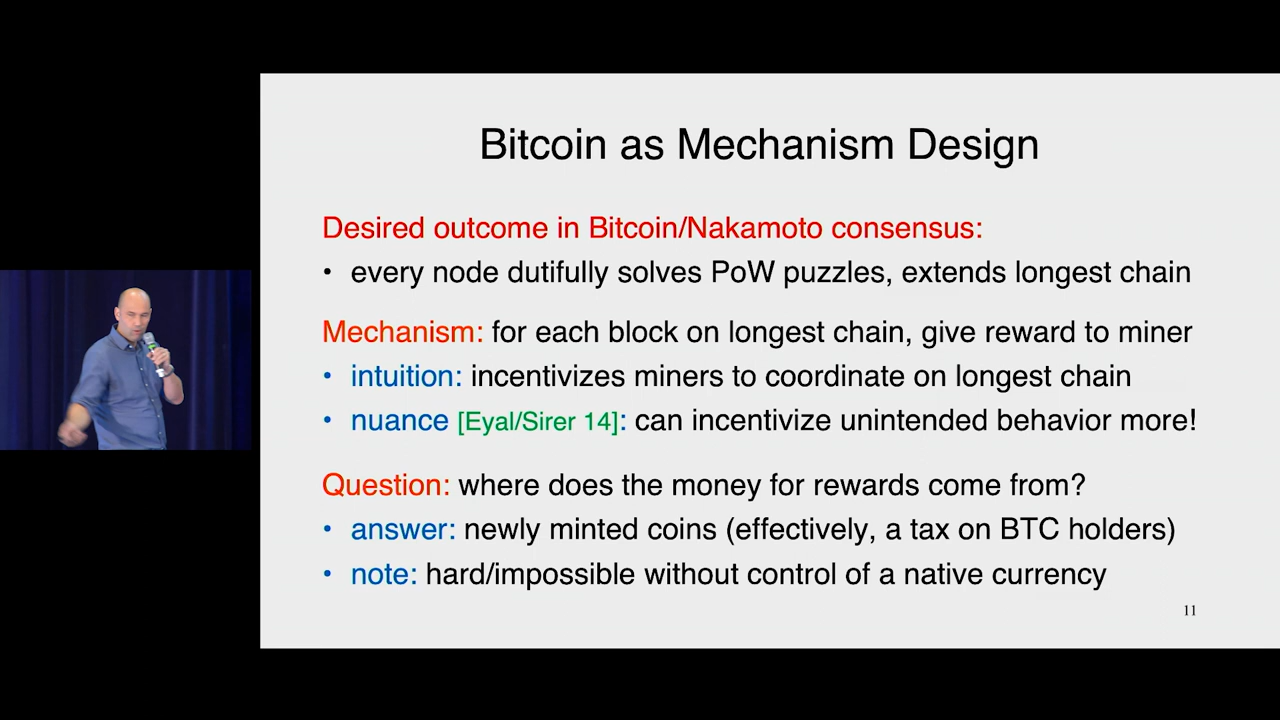 Bitcoin as Mechanism Design
Desired outcome in Bitcoin/Nakamoto consensus:
• every node dutifully solves PoW puzzles, extends longest chain
Mechanism: for each block on longest chain, give reward to miner
• intuition: incentivizes miners to coordinate on longest chain
• nuance [Eyal/Sirer 14]: can incentivize unintended behavior more!
Question: where does the money for rewards come from?
• answer: newly minted coins (effectively, a tax on BTC holders)
• note: hard/impossible without control of a native currency
11